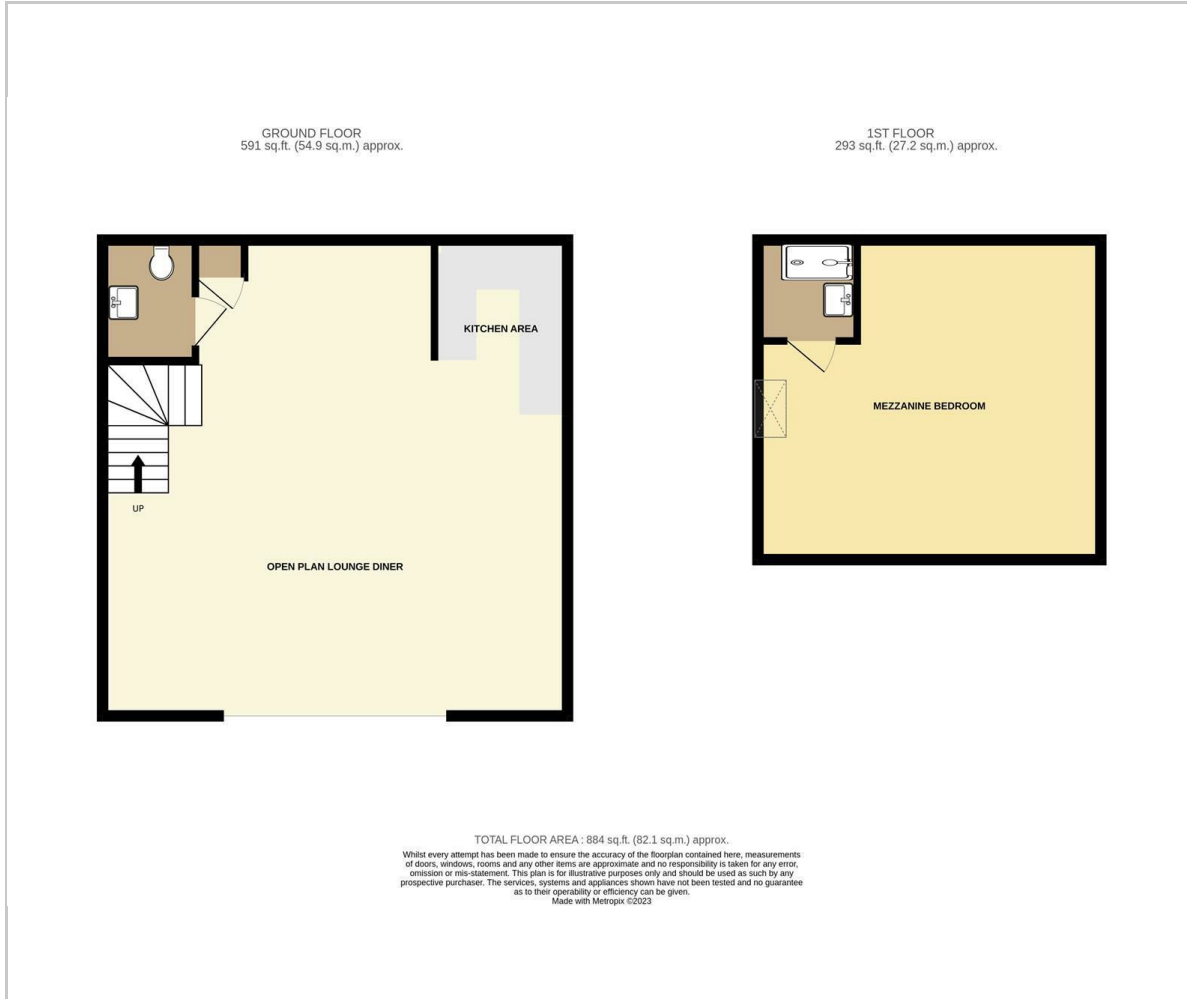 GROUND FLOOR
591 sq.ft. (54.9 sq.m.) approx.
1ST FLOOR
293 sq.ft. (27.2 sq.m.) approx.
KITCHEN AREA
UP
OPEN PLAN LOUNGE DINER
MEZZANINE BEDROOM
TOTAL FLOOR AREA : 884 sq.ft. (82.1 sq.m.) approx.
Whilst every attempt has been made to ensure the accuracy of the floorplan contained here, measurements
of doors, windows, rooms and any other items are approximate and no responsibility is taken for any error,
omission or mis-statement. This plan is for illustrative purposes only and should be used as such by any
prospective purchaser. The services, systems and appliances shown have not been tested and no guarantee
as to their operability or efficiency can be given.
Made with Metropix ©2023